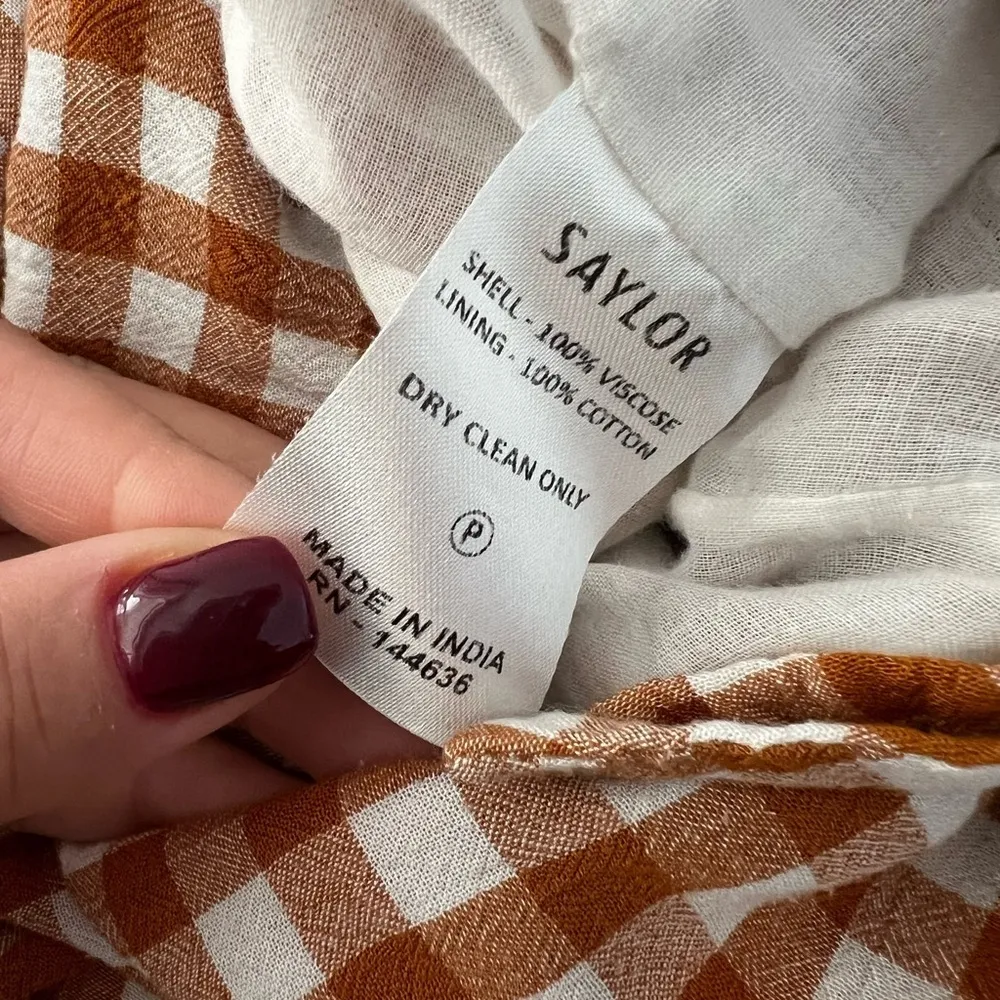 SAYLOR
SHELL - 100% VISCOSE
LINING - 100% COTTON
DRY CLEAN ONLY
P
MADE IN INDIA
RN - 144636